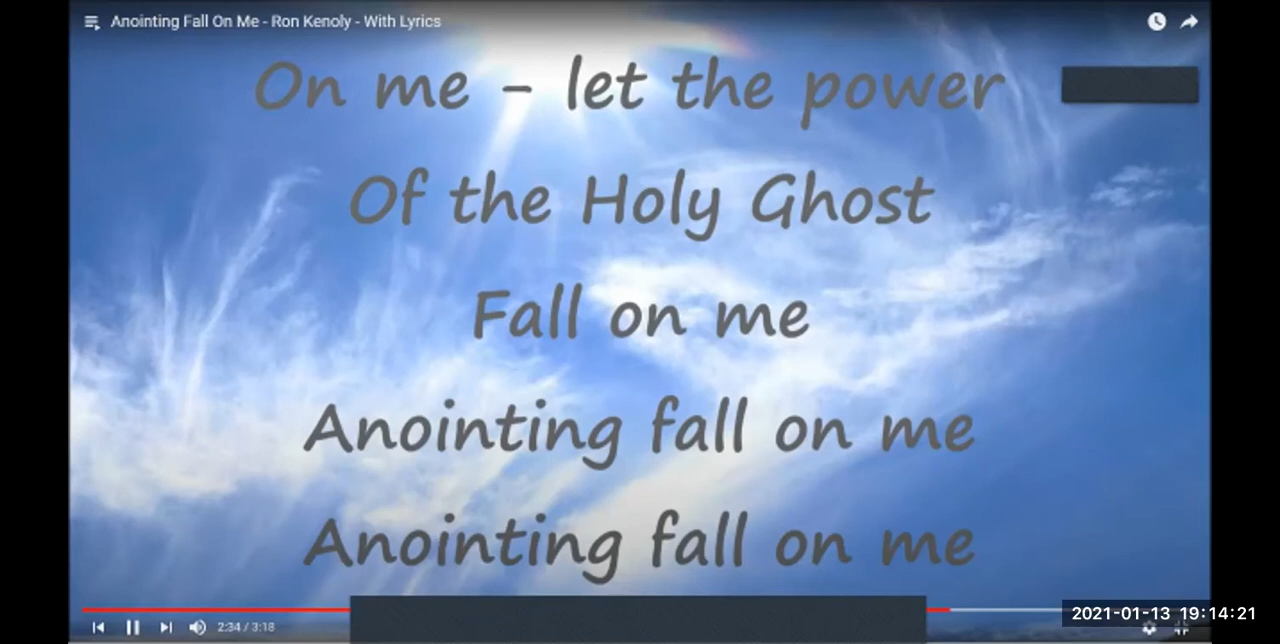 Anointing Fall On Me - Ron Kenoly - With Lyrics
On me - let the power
Of the Holy Ghost
Fall on me
Anointing fall on me
Anointing fall on me
2:34 / 3:18
2021-01-13 19:14:21